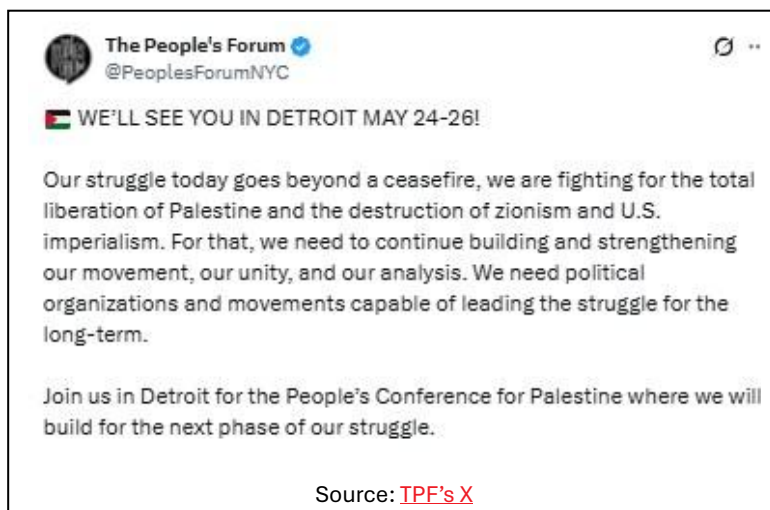 The People's Forum
@PeoplesForumNYC
🇵🇸 WE'LL SEE YOU IN DETROIT MAY 24-26!
Our struggle today goes beyond a ceasefire, we are fighting for the total
liberation of Palestine and the destruction of zionism and U.S.
imperialism. For that, we need to continue building and strengthening
our movement, our unity, and our analysis. We need political
organizations and movements capable of leading the struggle for the
long-term.
Join us in Detroit for the People's Conference for Palestine where we will
build for the next phase of our struggle.
Source: TPF's X